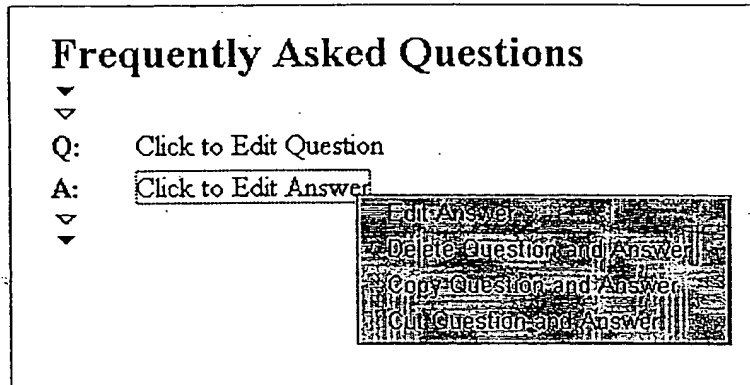 Frequently Asked Questions
Q: Click to Edit Question
A: Click to Edit Answer
Edit Answer
Delete Question and Answer
Copy Question and Answer
Cut Question and Answer